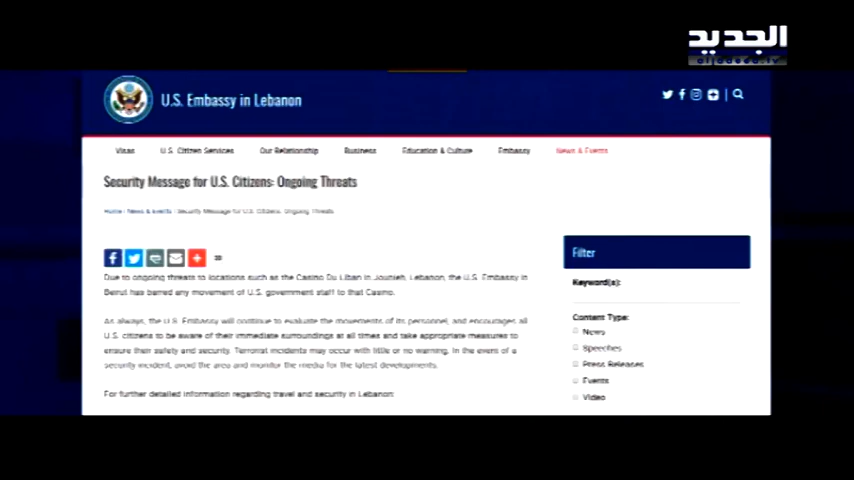 الجديد
aljadeed.tv
U.S. Embassy in Lebanon
Visas U.S. Citizen Services Our Relationship Business Education & Culture Embassy News & Events
Security Message for U.S. Citizens: Ongoing Threats
Home › News & Events › Security Message for U.S. Citizens: Ongoing Threats
Due to ongoing threats to locations such as the Casino Du Liban in Jounieh, Lebanon, the U.S. Embassy in
Beirut has barred any movement of U.S. government staff to that Casino.
As always, the U.S. Embassy will continue to evaluate the movements of its personnel, and encourages all
U.S. citizens to be aware of their immediate surroundings at all times and take appropriate measures to
ensure their safety and security. Terrorist incidents may occur with little or no warning. In the event of a
security incident, avoid the area and monitor the media for the latest developments.
For further detailed information regarding travel and security in Lebanon:
Filter
Keyword(s):
Content Type:
News
Speeches
Press Releases
Events
Video